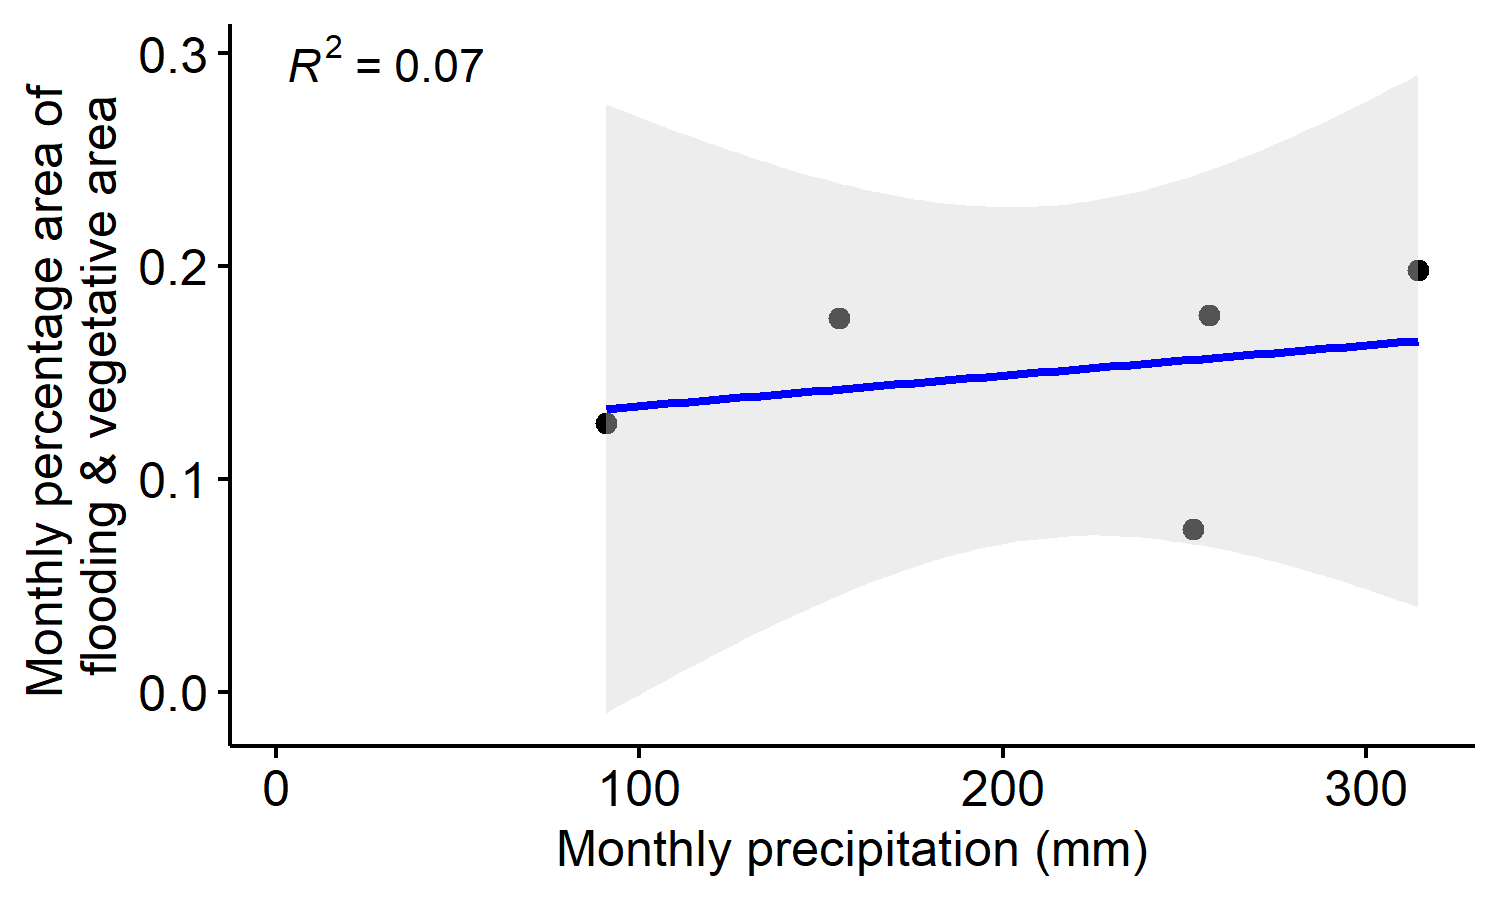 R² = 0.07
Monthly percentage area of
flooding & vegetative area
0.3
0.2
0.1
0.0
0 100 200 300
Monthly precipitation (mm)